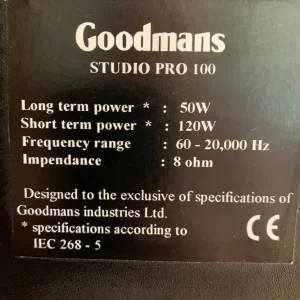 Goodmans
STUDIO PRO 100
Long term power * : 50W
Short term power * : 120W
Frequency range : 60 - 20,000 Hz
Impendance : 8 ohm
Designed to the exclusive of specifications of
Goodmans industries Ltd.
* specifications according to
IEC 268 - 5
CE